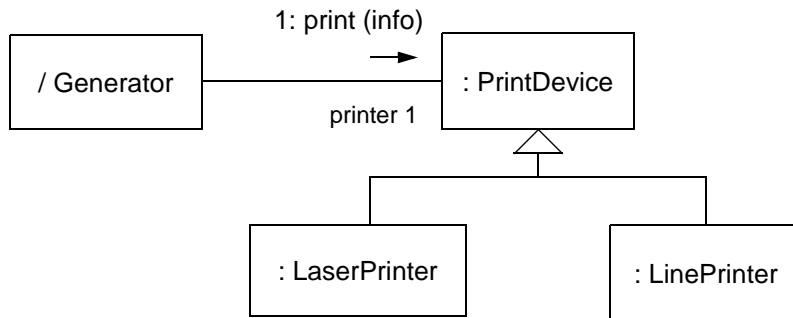 1: print (info)
/ Generator
: PrintDevice
printer 1
: LaserPrinter
: LinePrinter